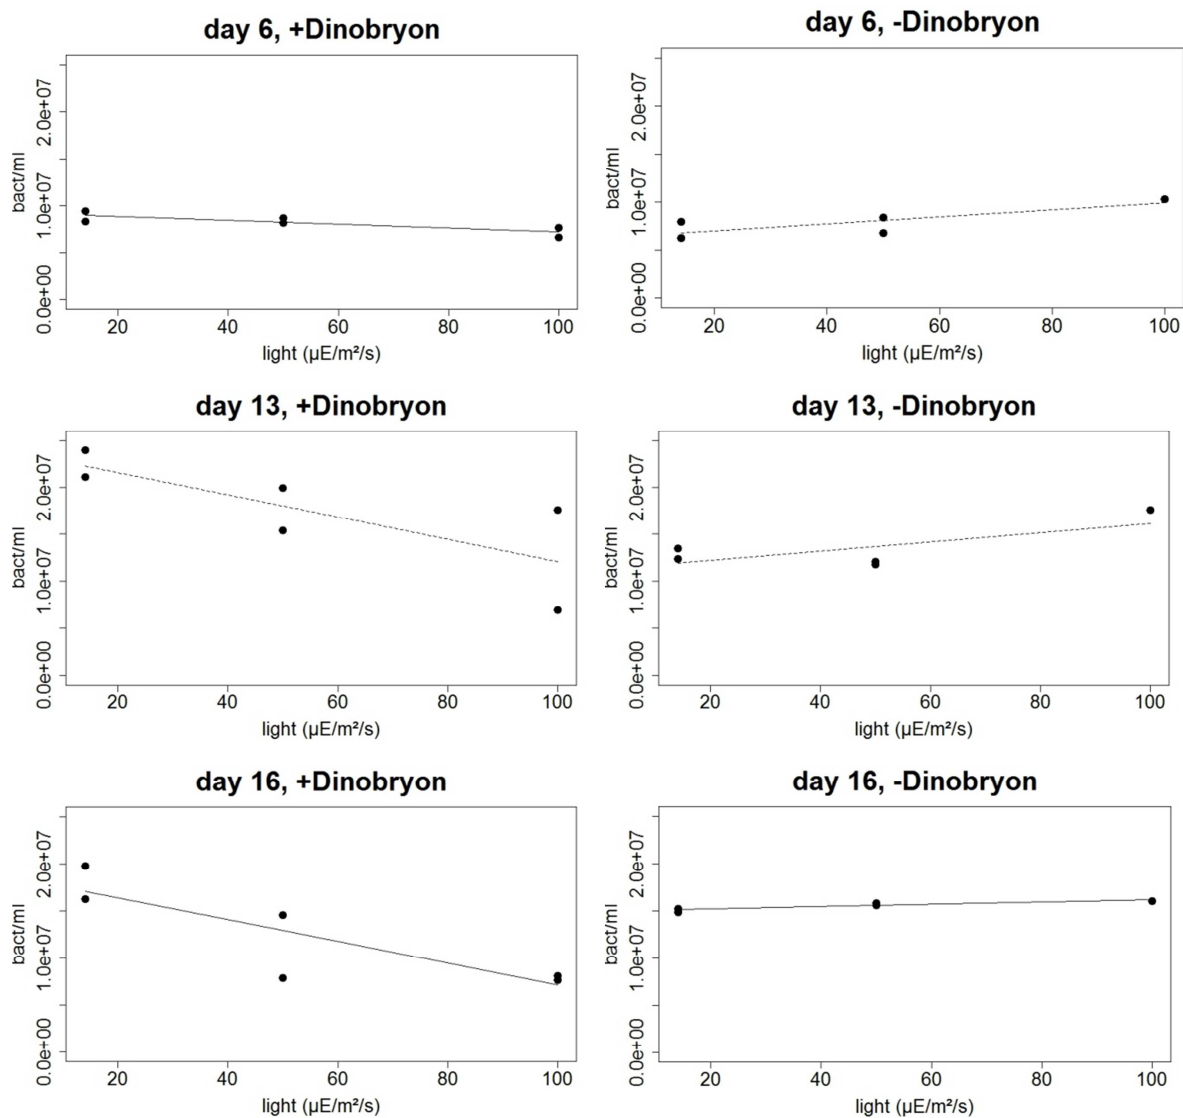 day 6, +Dinobryon
bact/ml
0.0e+00 1.0e+07 2.0e+07
20 40 60 80 100
light (µE/m²/s)
day 6, -Dinobryon
bact/ml
0.0e+00 1.0e+07 2.0e+07
20 40 60 80 100
light (µE/m²/s)
day 13, +Dinobryon
bact/ml
0.0e+00 1.0e+07 2.0e+07
20 40 60 80 100
light (µE/m²/s)
day 13, -Dinobryon
bact/ml
0.0e+00 1.0e+07 2.0e+07
20 40 60 80 100
light (µE/m²/s)
day 16, +Dinobryon
bact/ml
0.0e+00 1.0e+07 2.0e+07
20 40 60 80 100
light (µE/m²/s)
day 16, -Dinobryon
bact/ml
0.0e+00 1.0e+07 2.0e+07
20 40 60 80 100
light (µE/m²/s)